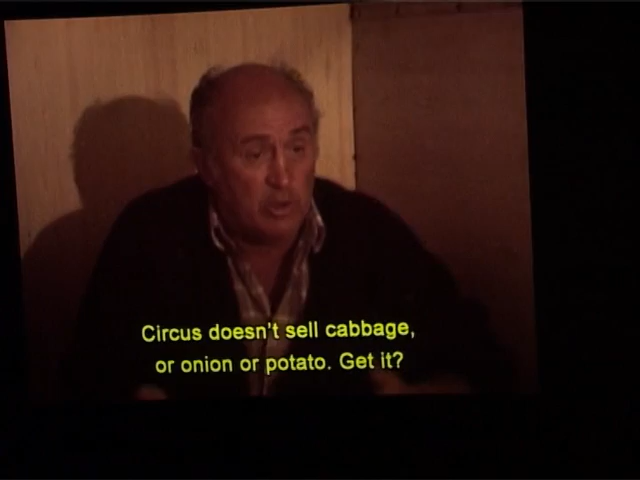 Circus doesn't sell cabbage,
or onion or potato. Get it?